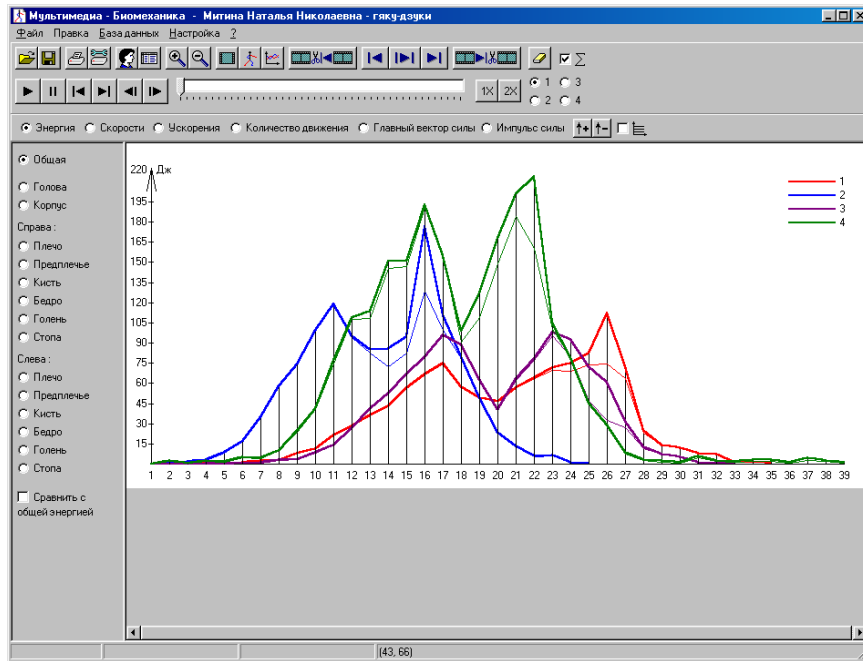 Мультимедиа - Биомеханика - Митина Наталья Николаевна - гяку-дзуки
Файл Правка База данных Настройка ?
Σ
1X 2X 1 3
2 4
Энергия Скорости Ускорения Количество движения Главный вектор силы Импульс силы
Общая
Голова
Корпус
Справа :
Плечо
Предплечье
Кисть
Бедро
Голень
Стопа
Слева :
Плечо
Предплечье
Кисть
Бедро
Голень
Стопа
Сравнить с
общей энергией
220 Дж
195
180
165
150
135
120
105
90
75
60
45
30
15
1 2 3 4 5 6 7 8 9 10 11 12 13 14 15 16 17 18 19 20 21 22 23 24 25 26 27 28 29 30 31 32 33 34 35 36 37 38 39
1
2
3
4
(43, 66)